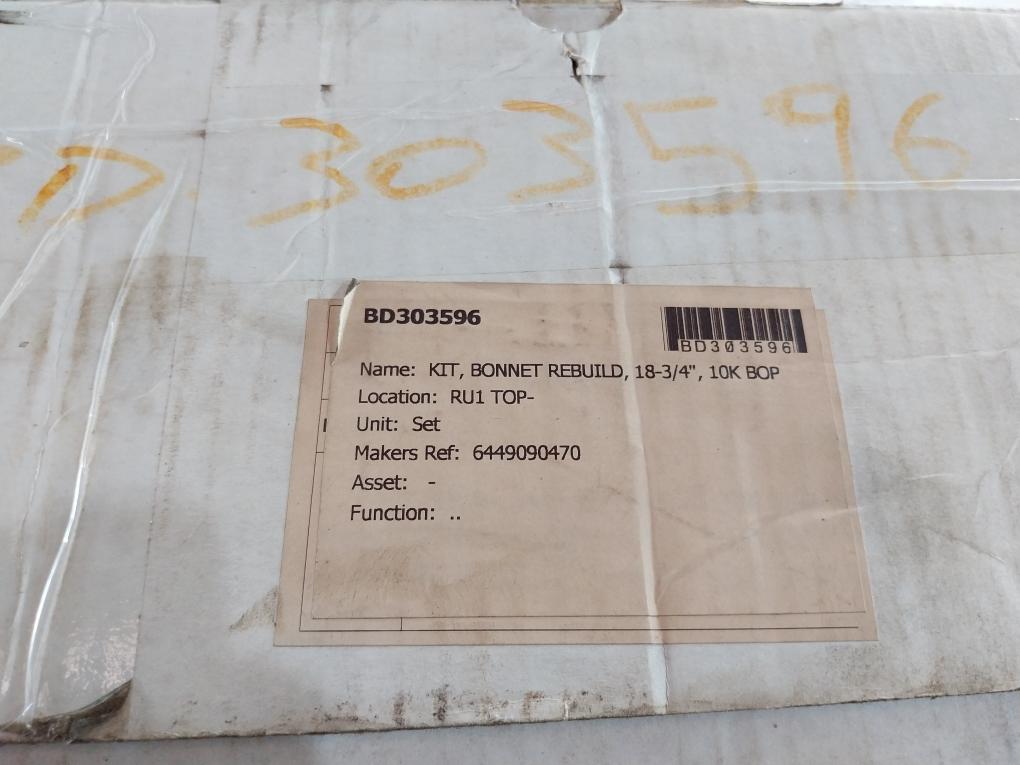 D. 303596
BD303596
BD303596
Name: KIT, BONNET REBUILD, 18-3/4", 10K BOP
Location: RU1 TOP-
Unit: Set
Makers Ref: 6449090470
Asset: -
Function: ..